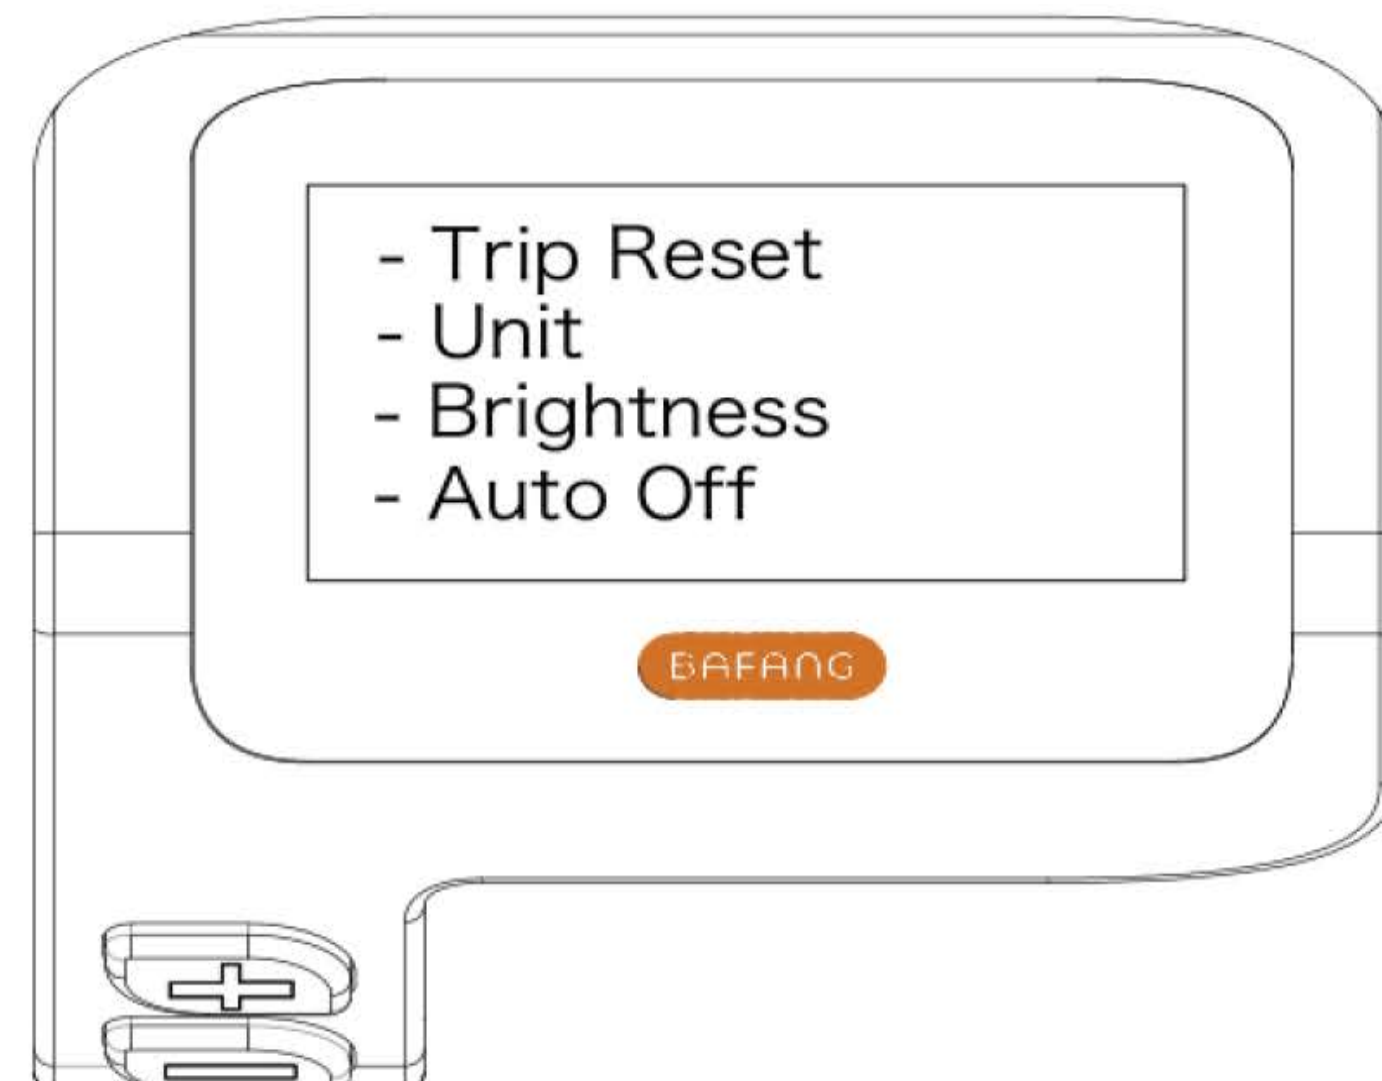 - Trip Reset
- Unit
- Brightness
- Auto Off
BAFANG